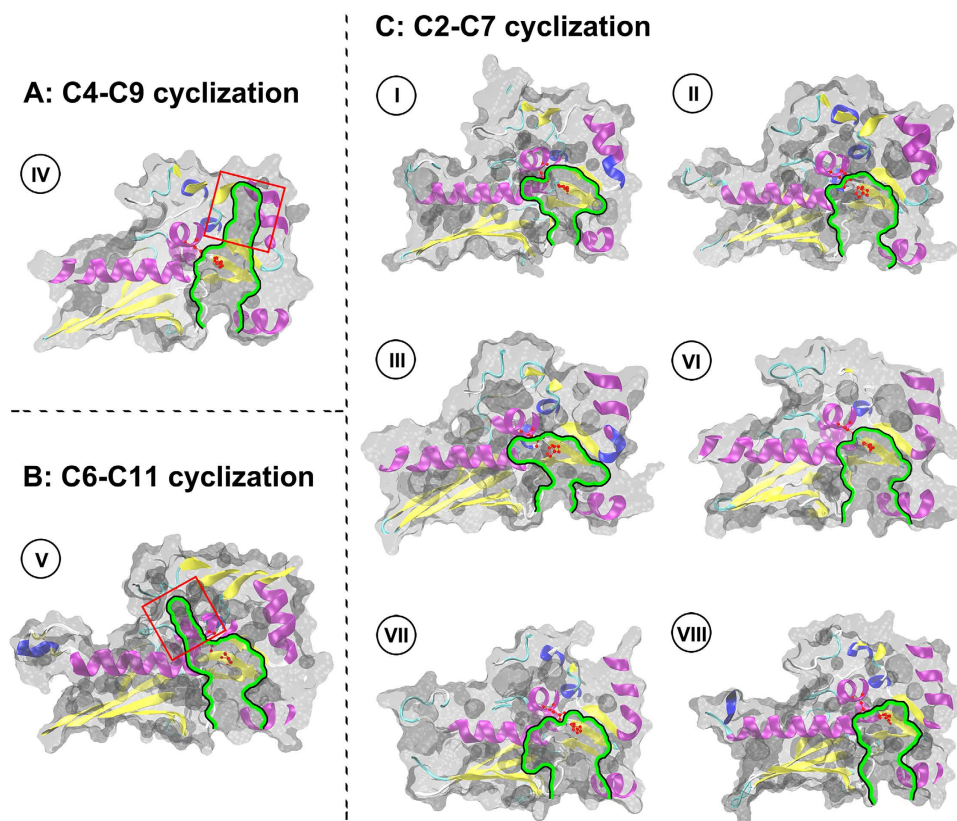 A: C4-C9 cyclization
IV
B: C6-C11 cyclization
V
C: C2-C7 cyclization
I
II
III
VI
VII
VIII